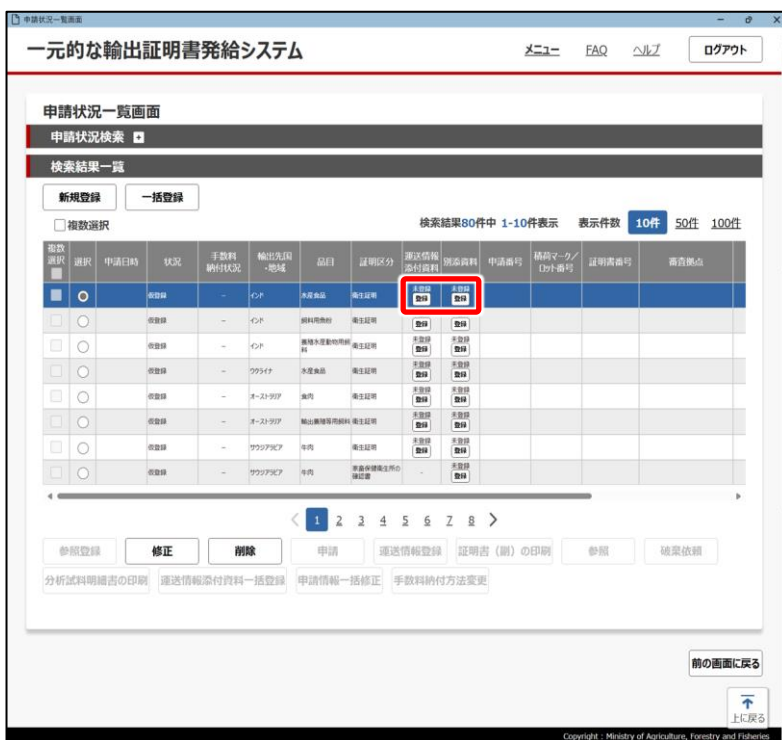 申請状況一覧画面
一元的な輸出証明書発給システム メニュー FAQ ヘルプ ログアウト
申請状況一覧画面
申請状況検索
検索結果一覧
新規登録 一括登録
複数選択 検索結果80件中 1-10件表示 表示件数 10件 50件 100件
複数選択 選択 申請日時 状況 手数料納付状況 輸出先国・地域 品目 証明区分 運送情報添付資料 別添資料 申請番号 積荷マーク／ロット番号 証明書番号 審査拠点
仮登録 - インド 水産食品 衛生証明 未登録 登録 未登録 登録
仮登録 - インド 飼料用魚粉 衛生証明 登録 登録
仮登録 - インド 養殖水産動物用飼料 衛生証明 未登録 登録 未登録 登録
仮登録 - ウクライナ 水産食品 衛生証明 未登録 登録 未登録 登録
仮登録 - オーストラリア 食肉 衛生証明 未登録 登録 未登録 登録
仮登録 - オーストラリア 輸出養殖等用飼料 衛生証明 未登録 登録 未登録 登録
仮登録 - サウジアラビア 牛肉 衛生証明 未登録 登録 未登録 登録
仮登録 - サウジアラビア 牛肉 家畜保健衛生所の確認書 - 未登録 登録
1 2 3 4 5 6 7 8
参照登録 修正 削除 申請 運送情報登録 証明書（副）の印刷 参照 破棄依頼
分析試料明細書の印刷 運送情報添付資料一括登録 申請情報一括修正 手数料納付方法変更
前の画面に戻る
上に戻る
Copyright : Ministry of Agriculture, Forestry and Fisheries